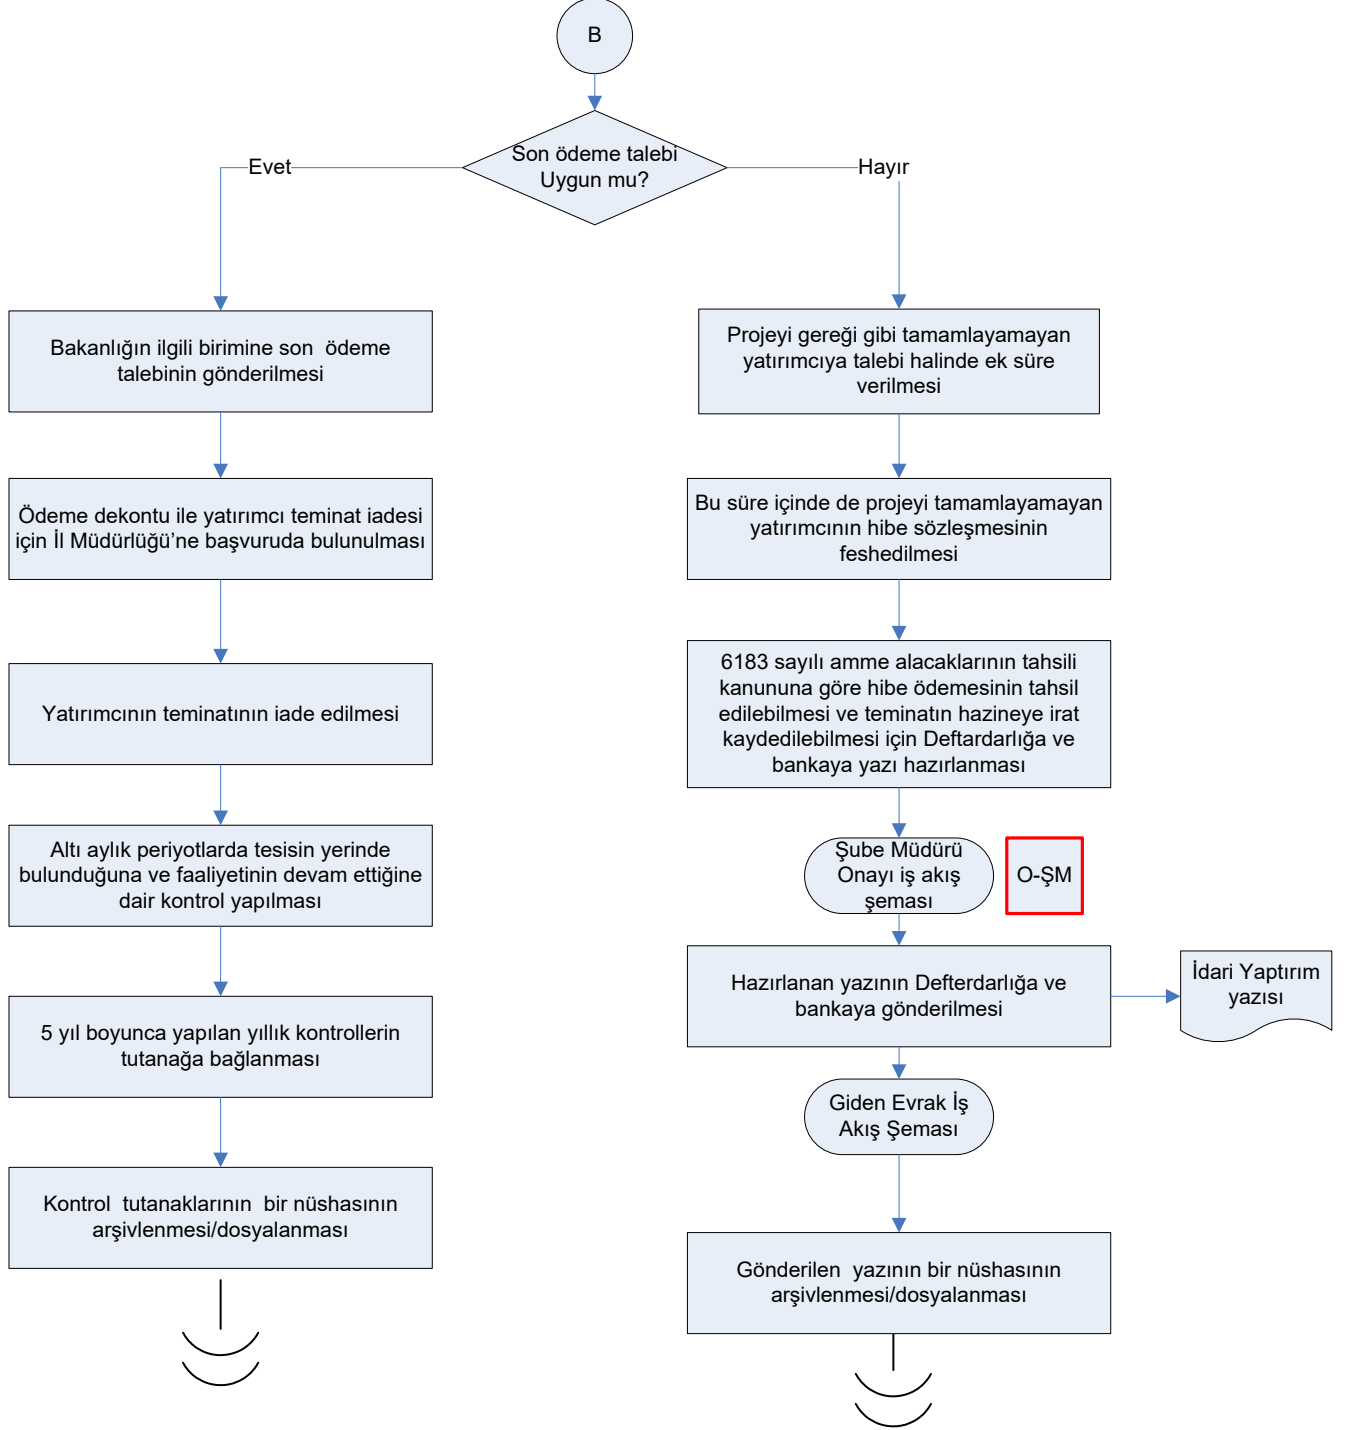 B
Son ödeme talebi
Uygun mu?
Evet
Hayır
Bakanlığın ilgili birimine son  ödeme
talebinin gönderilmesi
Ödeme dekontu ile yatırımcı teminat iadesi
için İl Müdürlüğü’ne başvuruda bulunulması
Yatırımcının teminatının iade edilmesi
Altı aylık periyotlarda tesisin yerinde
bulunduğuna ve faaliyetinin devam ettiğine
dair kontrol yapılması
5 yıl boyunca yapılan yıllık kontrollerin
tutanağa bağlanması
Kontrol  tutanaklarının  bir nüshasının
arşivlenmesi/dosyalanması
Projeyi gereği gibi tamamlayamayan
yatırımcıya talebi halinde ek süre
verilmesi
Bu süre içinde de projeyi tamamlayamayan
yatırımcının hibe sözleşmesinin
feshedilmesi
6183 sayılı amme alacaklarının tahsili
kanununa göre hibe ödemesinin tahsil
edilebilmesi ve teminatın hazineye irat
kaydedilebilmesi için Deftardarlığa ve
bankaya yazı hazırlanması
Şube Müdürü
Onayı iş akış
şeması
O-ŞM
Hazırlanan yazının Defterdarlığa ve
bankaya gönderilmesi
İdari Yaptırım
yazısı
Giden Evrak İş
Akış Şeması
Gönderilen  yazının bir nüshasının
arşivlenmesi/dosyalanması